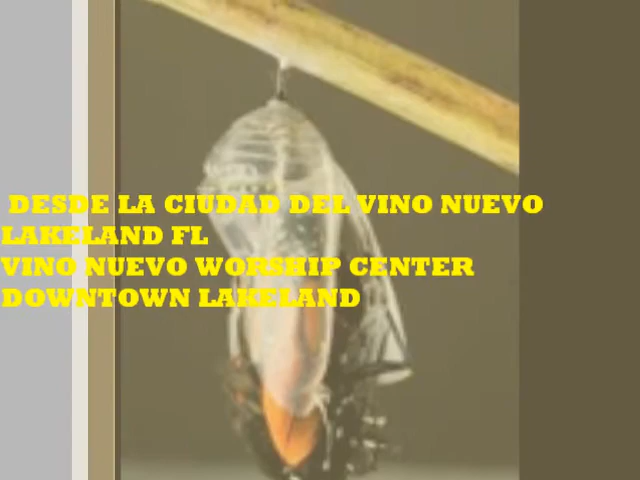 DESDE LA CIUDAD DEL VINO NUEVO
LAKELAND FL
VINO NUEVO WORSHIP CENTER
DOWNTOWN LAKELAND